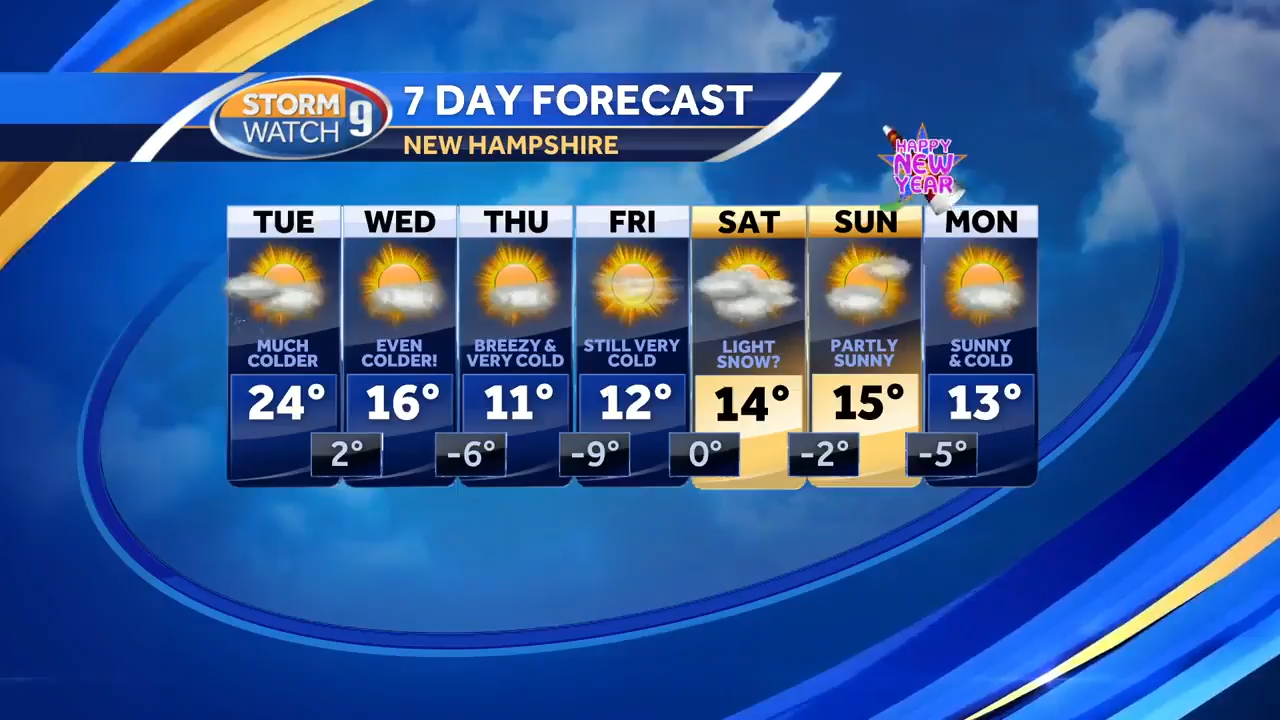 STORM
WATCH 9
7 DAY FORECAST
NEW HAMPSHIRE
HAPPY
NEW
YEAR
TUE WED THU FRI SAT SUN MON
MUCH COLDER
EVEN COLDER!
BREEZY & VERY COLD
STILL VERY COLD
LIGHT SNOW?
PARTLY SUNNY
SUNNY & COLD
24° 16° 11° 12° 14° 15° 13°
2° -6° -9° 0° -2° -5°